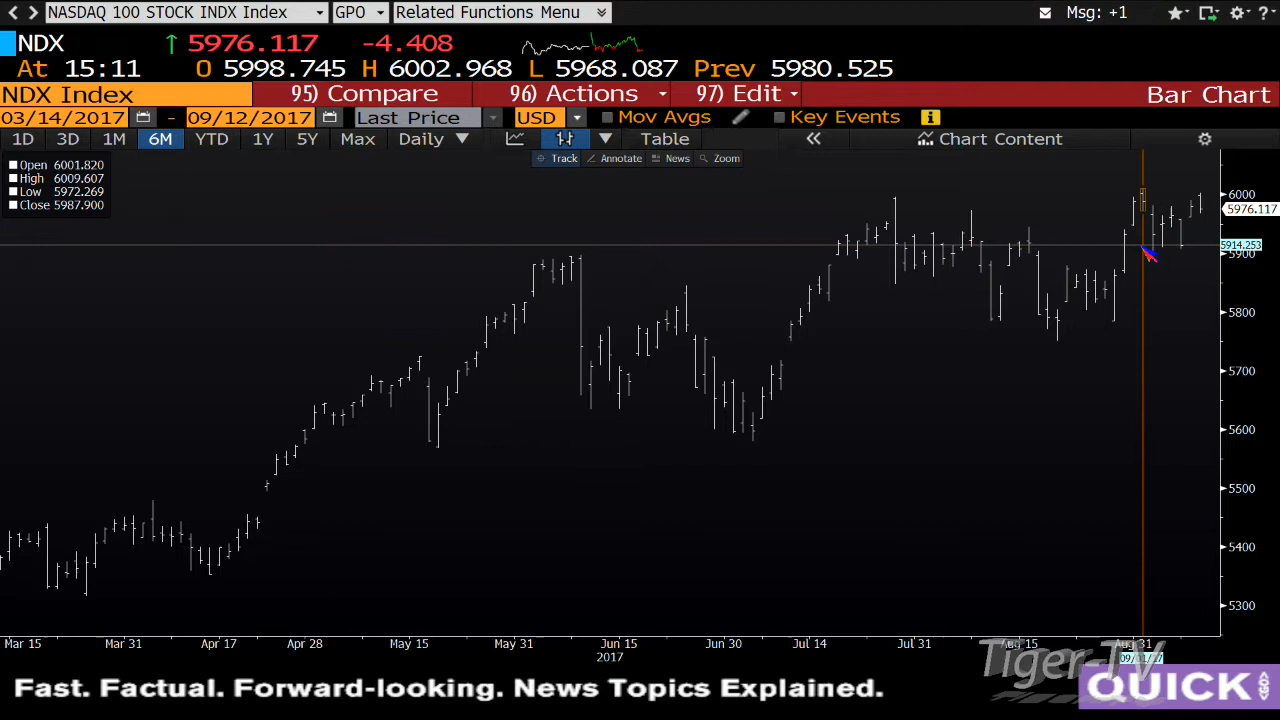 NASDAQ 100 STOCK INDX Index GPO Related Functions Menu Msg: +1 ?
NDX ↑ 5976.117 -4.408
At 15:11 O 5998.745 H 6002.968 L 5968.087 Prev 5980.525
NDX Index 95) Compare 96) Actions 97) Edit Bar Chart
03/14/2017 - 09/12/2017 Last Price USD Mov Avgs Key Events i
1D 3D 1M 6M YTD 1Y 5Y Max Daily Table « Chart Content
Track Annotate News Zoom
Open 6001.820
High 6009.607
Low 5972.269
Close 5987.900
6000
5976.117
5914.253
5900
5800
5700
5600
5500
5400
5300
Mar 15 Mar 31 Apr 17 Apr 28 May 15 May 31 Jun 15 Jun 30 Jul 14 Jul 31 Aug 15 Aug 31
2017 09/01/17
Tiger-TV
Fast. Factual. Forward-looking. News Topics Explained. QUICK